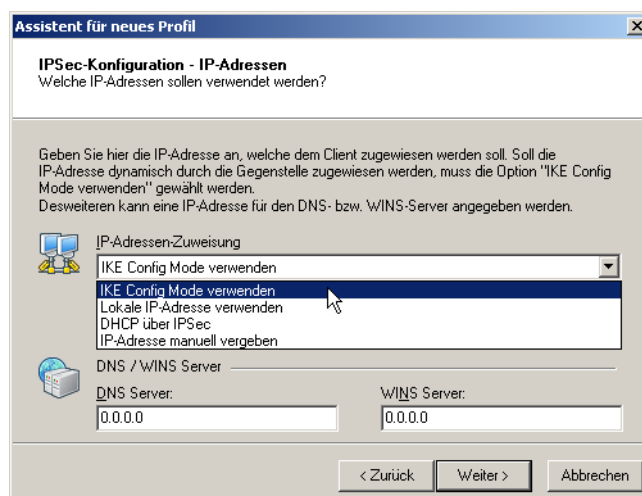 Assistent für neues Profil
IPSec-Konfiguration - IP-Adressen
Welche IP-Adressen sollen verwendet werden?
Geben Sie hier die IP-Adresse an, welche dem Client zugewiesen werden soll. Soll die
IP-Adresse dynamisch durch die Gegenstelle zugewiesen werden, muss die Option "IKE Config
Mode verwenden" gewählt werden.
Desweiteren kann eine IP-Adresse für den DNS- bzw. WINS-Server angegeben werden.
IP-Adressen-Zuweisung
IKE Config Mode verwenden
IKE Config Mode verwenden
Lokale IP-Adresse verwenden
DHCP über IPSec
IP-Adresse manuell vergeben
DNS / WINS Server
DNS Server: WINS Server:
0.0.0.0 0.0.0.0
< Zurück Weiter > Abbrechen